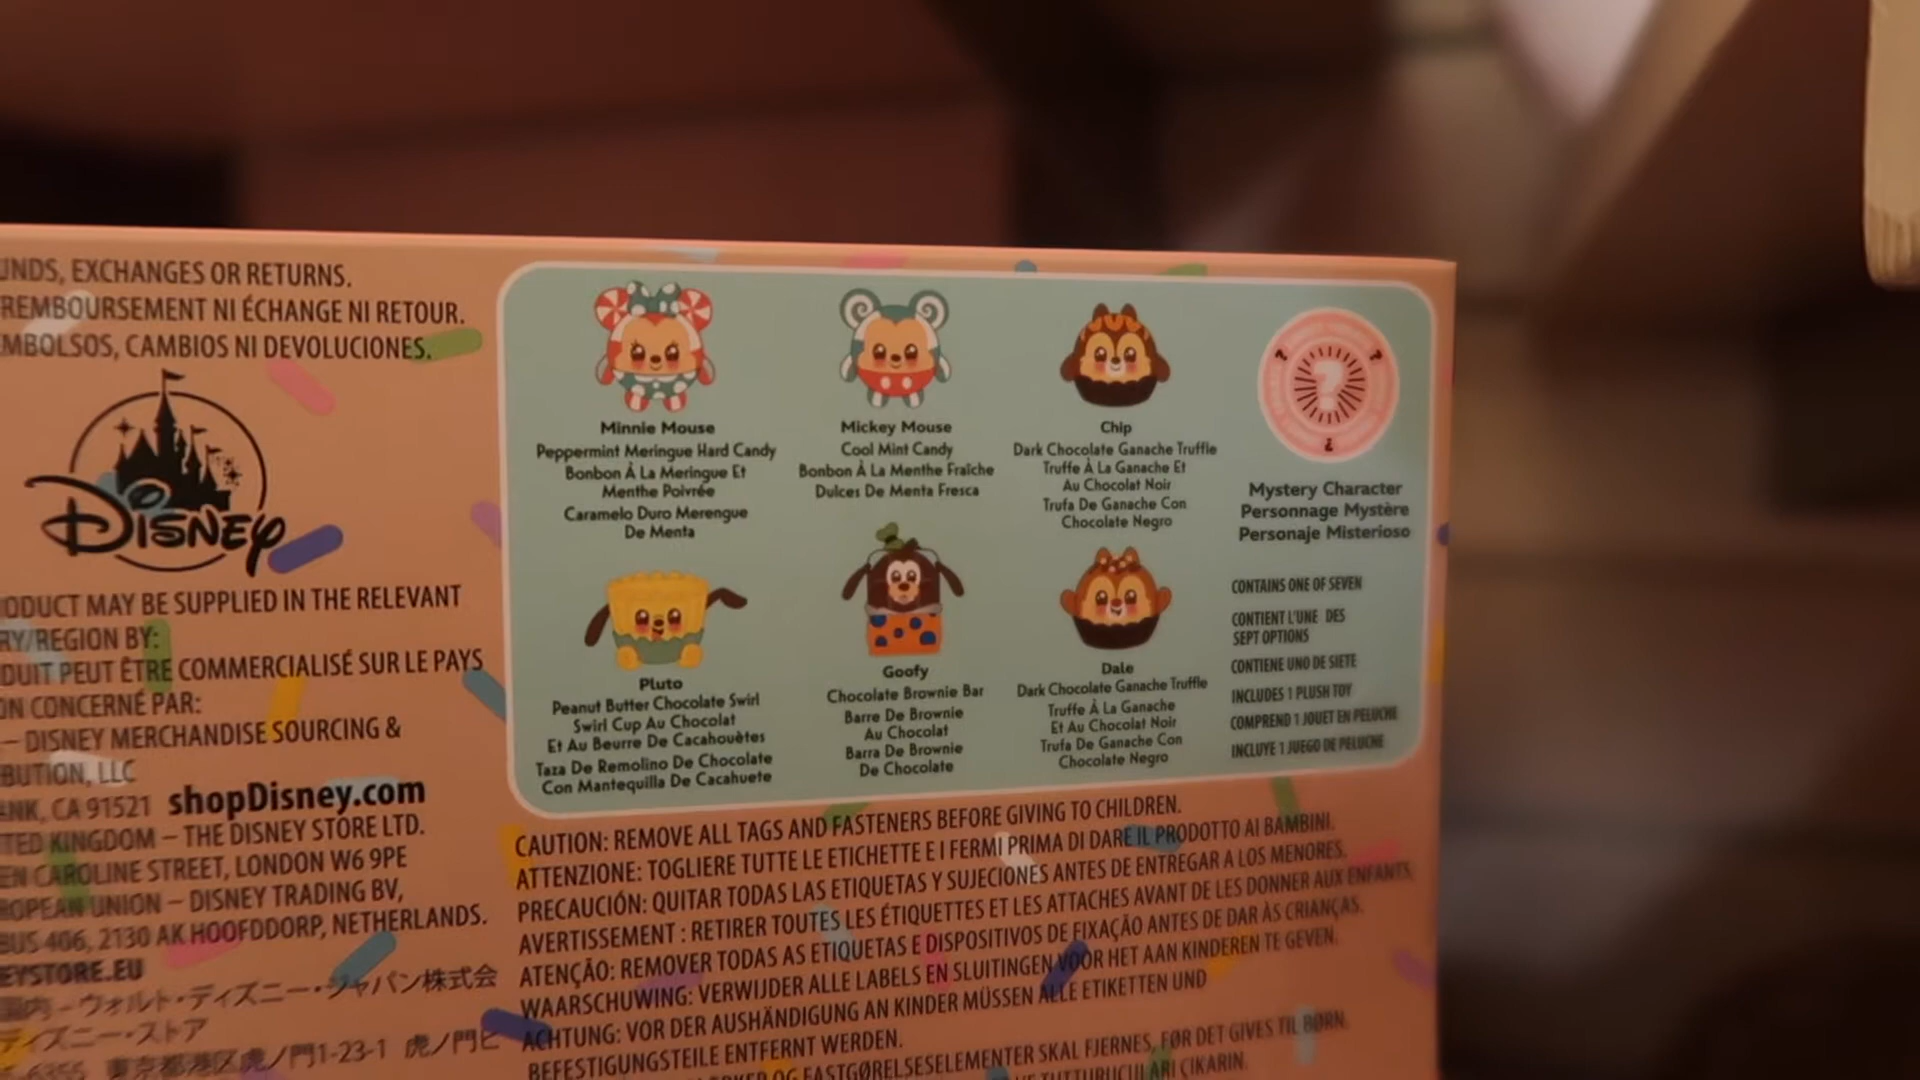 UNDS, EXCHANGES OR RETURNS.
REMBOURSEMENT NI ÉCHANGE NI RETOUR.
MBOLSOS, CAMBIOS NI DEVOLUCIONES.
DISNEY
ODUCT MAY BE SUPPLIED IN THE RELEVANT
RY/REGION BY:
DUIT PEUT ÊTRE COMMERCIALISÉ SUR LE PAYS
ON CONCERNÉ PAR:
– DISNEY MERCHANDISE SOURCING &
BUTION, LLC
ANK, CA 91521 shopDisney.com
TED KINGDOM – THE DISNEY STORE LTD.
EN CAROLINE STREET, LONDON W6 9PE
ROPEAN UNION – DISNEY TRADING BV,
BUS 406, 2130 AK HOOFDDORP, NETHERLANDS.
EYSTORE.EU
国内 – ウォルト・ディズニー・ジャパン株式会
ディズニー・ストア
-6355 東京都港区虎ノ門1-23-1 虎ノ門ヒ
Minnie Mouse
Peppermint Meringue Hard Candy
Bonbon À La Meringue Et
Menthe Poivrée
Caramelo Duro Merengue
De Menta
Mickey Mouse
Cool Mint Candy
Bonbon À La Menthe Fraîche
Dulces De Menta Fresca
Chip
Dark Chocolate Ganache Truffle
Truffe À La Ganache Et
Au Chocolat Noir
Trufa De Ganache Con
Chocolate Negro
?
Mystery Character
Personnage Mystère
Personaje Misterioso
Pluto
Peanut Butter Chocolate Swirl
Swirl Cup Au Chocolat
Et Au Beurre De Cacahouètes
Taza De Remolino De Chocolate
Con Mantequilla De Cacahuete
Goofy
Chocolate Brownie Bar
Barre De Brownie
Au Chocolat
Barra De Brownie
De Chocolate
Dale
Dark Chocolate Ganache Truffle
Truffe À La Ganache
Et Au Chocolat Noir
Trufa De Ganache Con
Chocolate Negro
CONTAINS ONE OF SEVEN
CONTIENT L'UNE DES
SEPT OPTIONS
CONTIENE UNO DE SIETE
INCLUDES 1 PLUSH TOY
COMPREND 1 JOUET EN PELUCHE
INCLUYE 1 JUEGO DE PELUCHE
CAUTION: REMOVE ALL TAGS AND FASTENERS BEFORE GIVING TO CHILDREN.
ATTENZIONE: TOGLIERE TUTTE LE ETICHETTE E I FERMI PRIMA DI DARE IL PRODOTTO AI BAMBINI.
PRECAUCIÓN: QUITAR TODAS LAS ETIQUETAS Y SUJECIONES ANTES DE ENTREGAR A LOS MENORES.
AVERTISSEMENT : RETIRER TOUTES LES ÉTIQUETTES ET LES ATTACHES AVANT DE LES DONNER AUX ENFANTS.
ATENÇÃO: REMOVER TODAS AS ETIQUETAS E DISPOSITIVOS DE FIXAÇÃO ANTES DE DAR ÀS CRIANÇAS.
WAARSCHUWING: VERWIJDER ALLE LABELS EN SLUITINGEN VOOR HET AAN KINDEREN TE GEVEN.
ACHTUNG: VOR DER AUSHÄNDIGUNG AN KINDER MÜSSEN ALLE ETIKETTEN UND
BEFESTIGUNGSTEILE ENTFERNT WERDEN.
OG FASTGØRELSESELEMENTER SKAL FJERNES, FØR DET GIVES TIL BØRN.
ÇIKARIN.